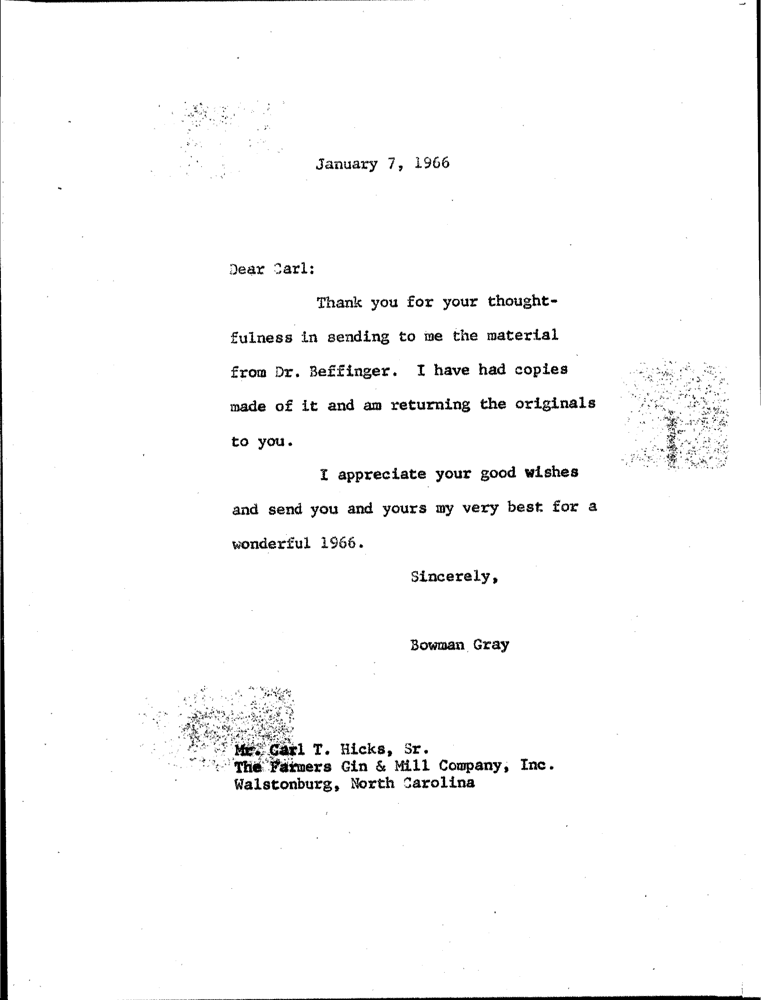 January 7, 1966
Dear Carl:
Thank you for your thought-
fulness in sending to me the material
from Dr. Beffinger. I have had copies
made of it and am returning the originals
to you.
I appreciate your good wishes
and send you and yours my very best for a
wonderful 1966.
Sincerely,
Bowman Gray
Mr. Carl T. Hicks, Sr.
The Farmers Gin & Mill Company, Inc.
Walstonburg, North Carolina